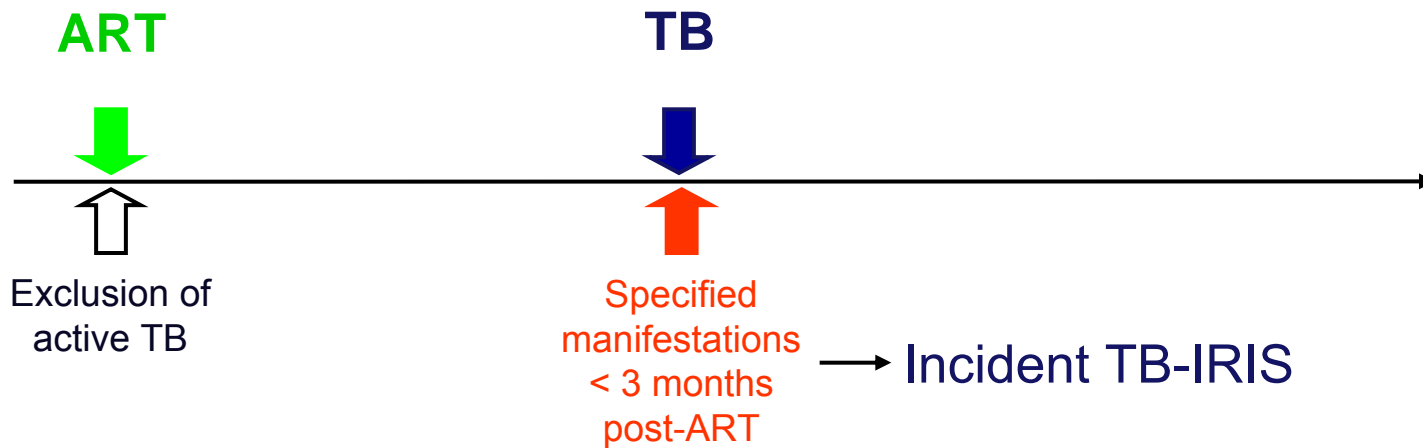 ART
TB
Exclusion of
active TB
Specified
manifestations
< 3 months
post-ART
Incident TB-IRIS